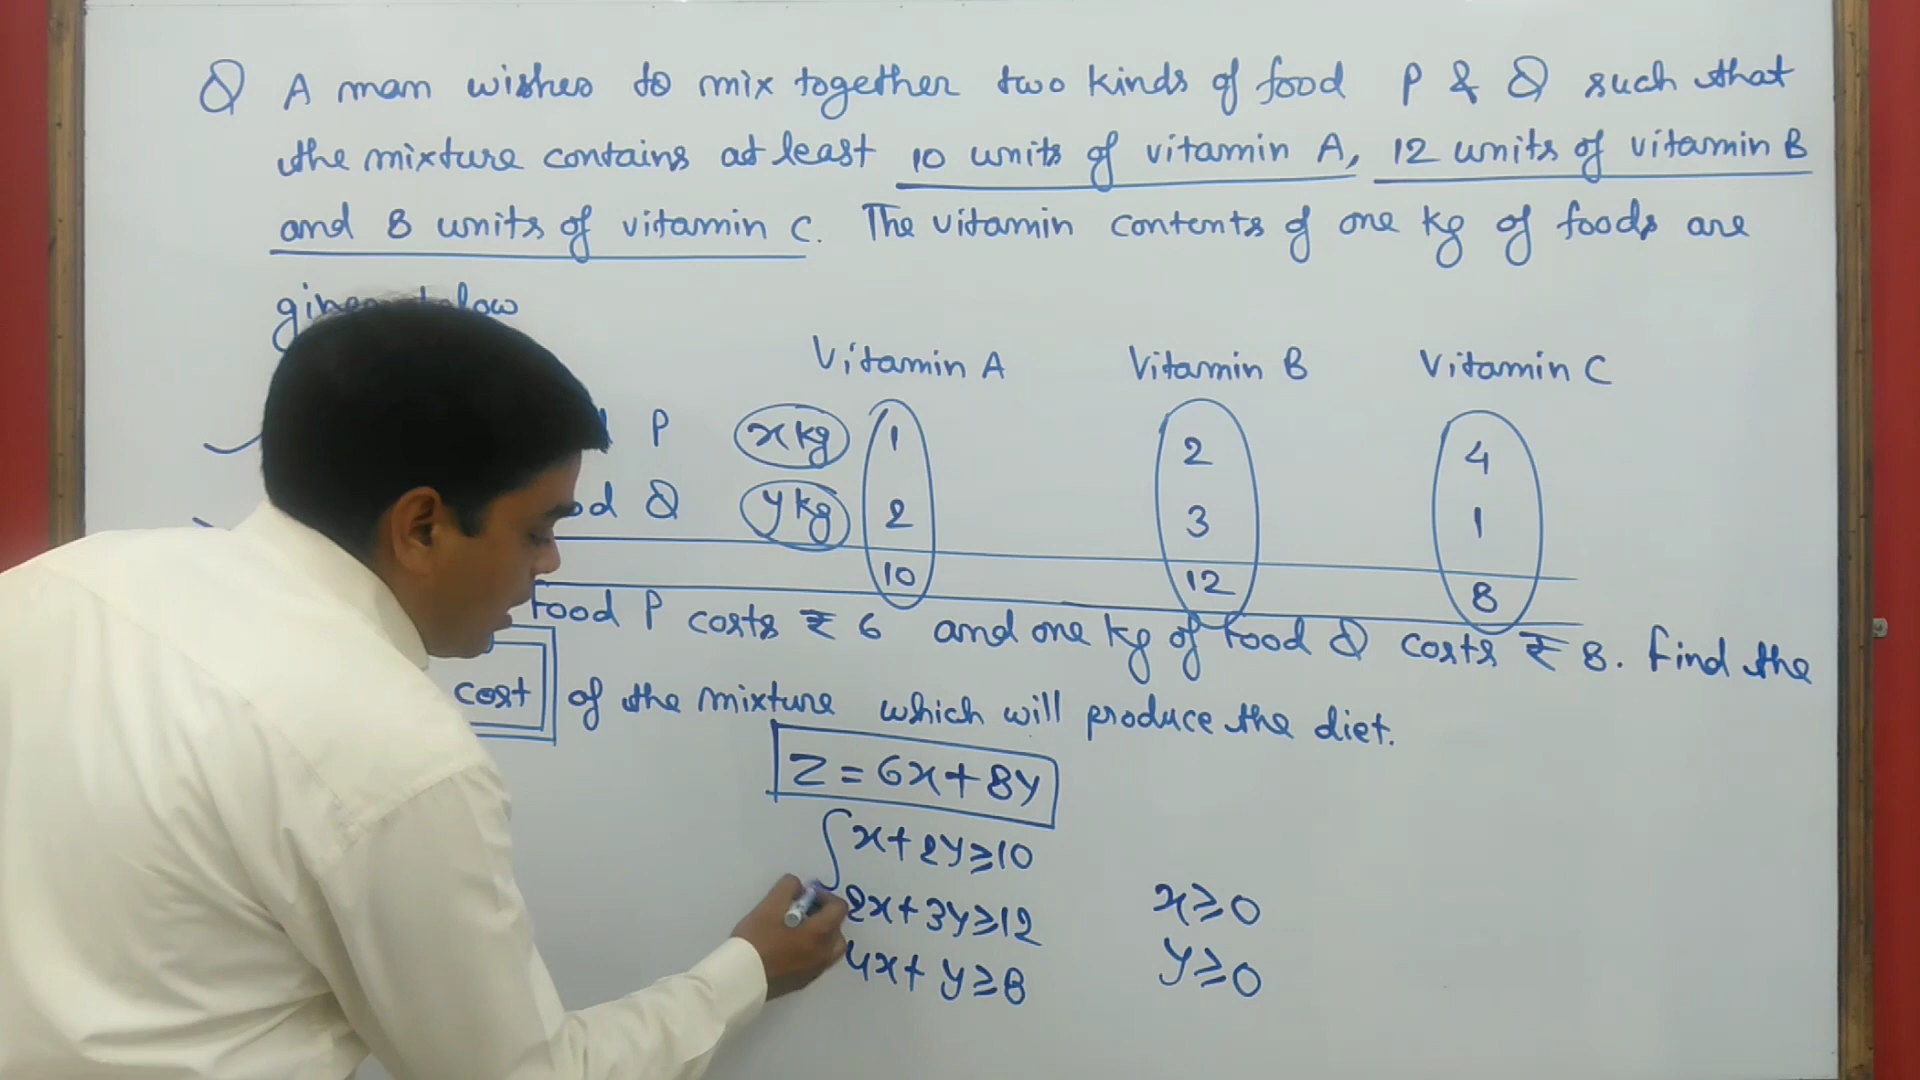 Q A man wishes to mix together two kinds of food P & Q such that
the mixture contains at least 10 units of vitamin A, 12 units of vitamin B
and 8 units of vitamin C. The vitamin contents of one kg of foods are
low
Vitamin A Vitamin B Vitamin C
P x kg 1 2 4
Q y kg 2 3 1
10 12 8
Food P costs ₹ 6 and one kg of food Q costs ₹ 8. Find the
cost of the mixture which will produce the diet.
Z = 6x + 8y
x + 2y ≥ 10
2x + 3y ≥ 12 x ≥ 0
4x + y ≥ 8 y ≥ 0